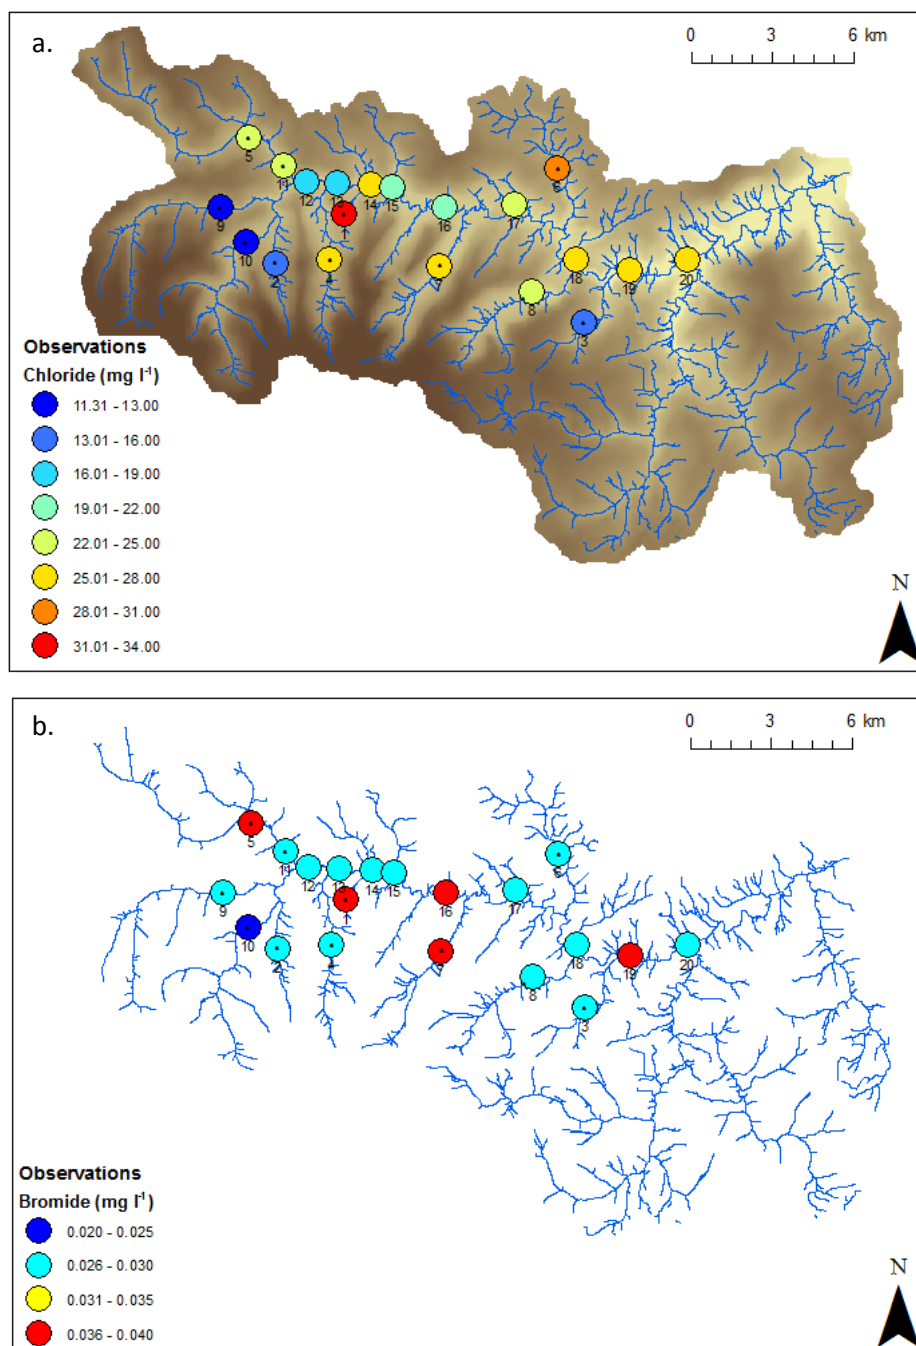 a.
0 3 6 km
5
11
12
13
14
15
6
9
1
16
17
10
2
4
7
18
19
20
8
3
Observations
Chloride (mg l-1)
11.31 - 13.00
13.01 - 16.00
16.01 - 19.00
19.01 - 22.00
22.01 - 25.00
25.01 - 28.00
28.01 - 31.00
31.01 - 34.00
N
b.
0 3 6 km
5
11
12
13
14
15
6
9
1
16
17
10
2
4
7
18
19
20
8
3
Observations
Bromide (mg l-1)
0.020 - 0.025
0.026 - 0.030
0.031 - 0.035
0.036 - 0.040
N